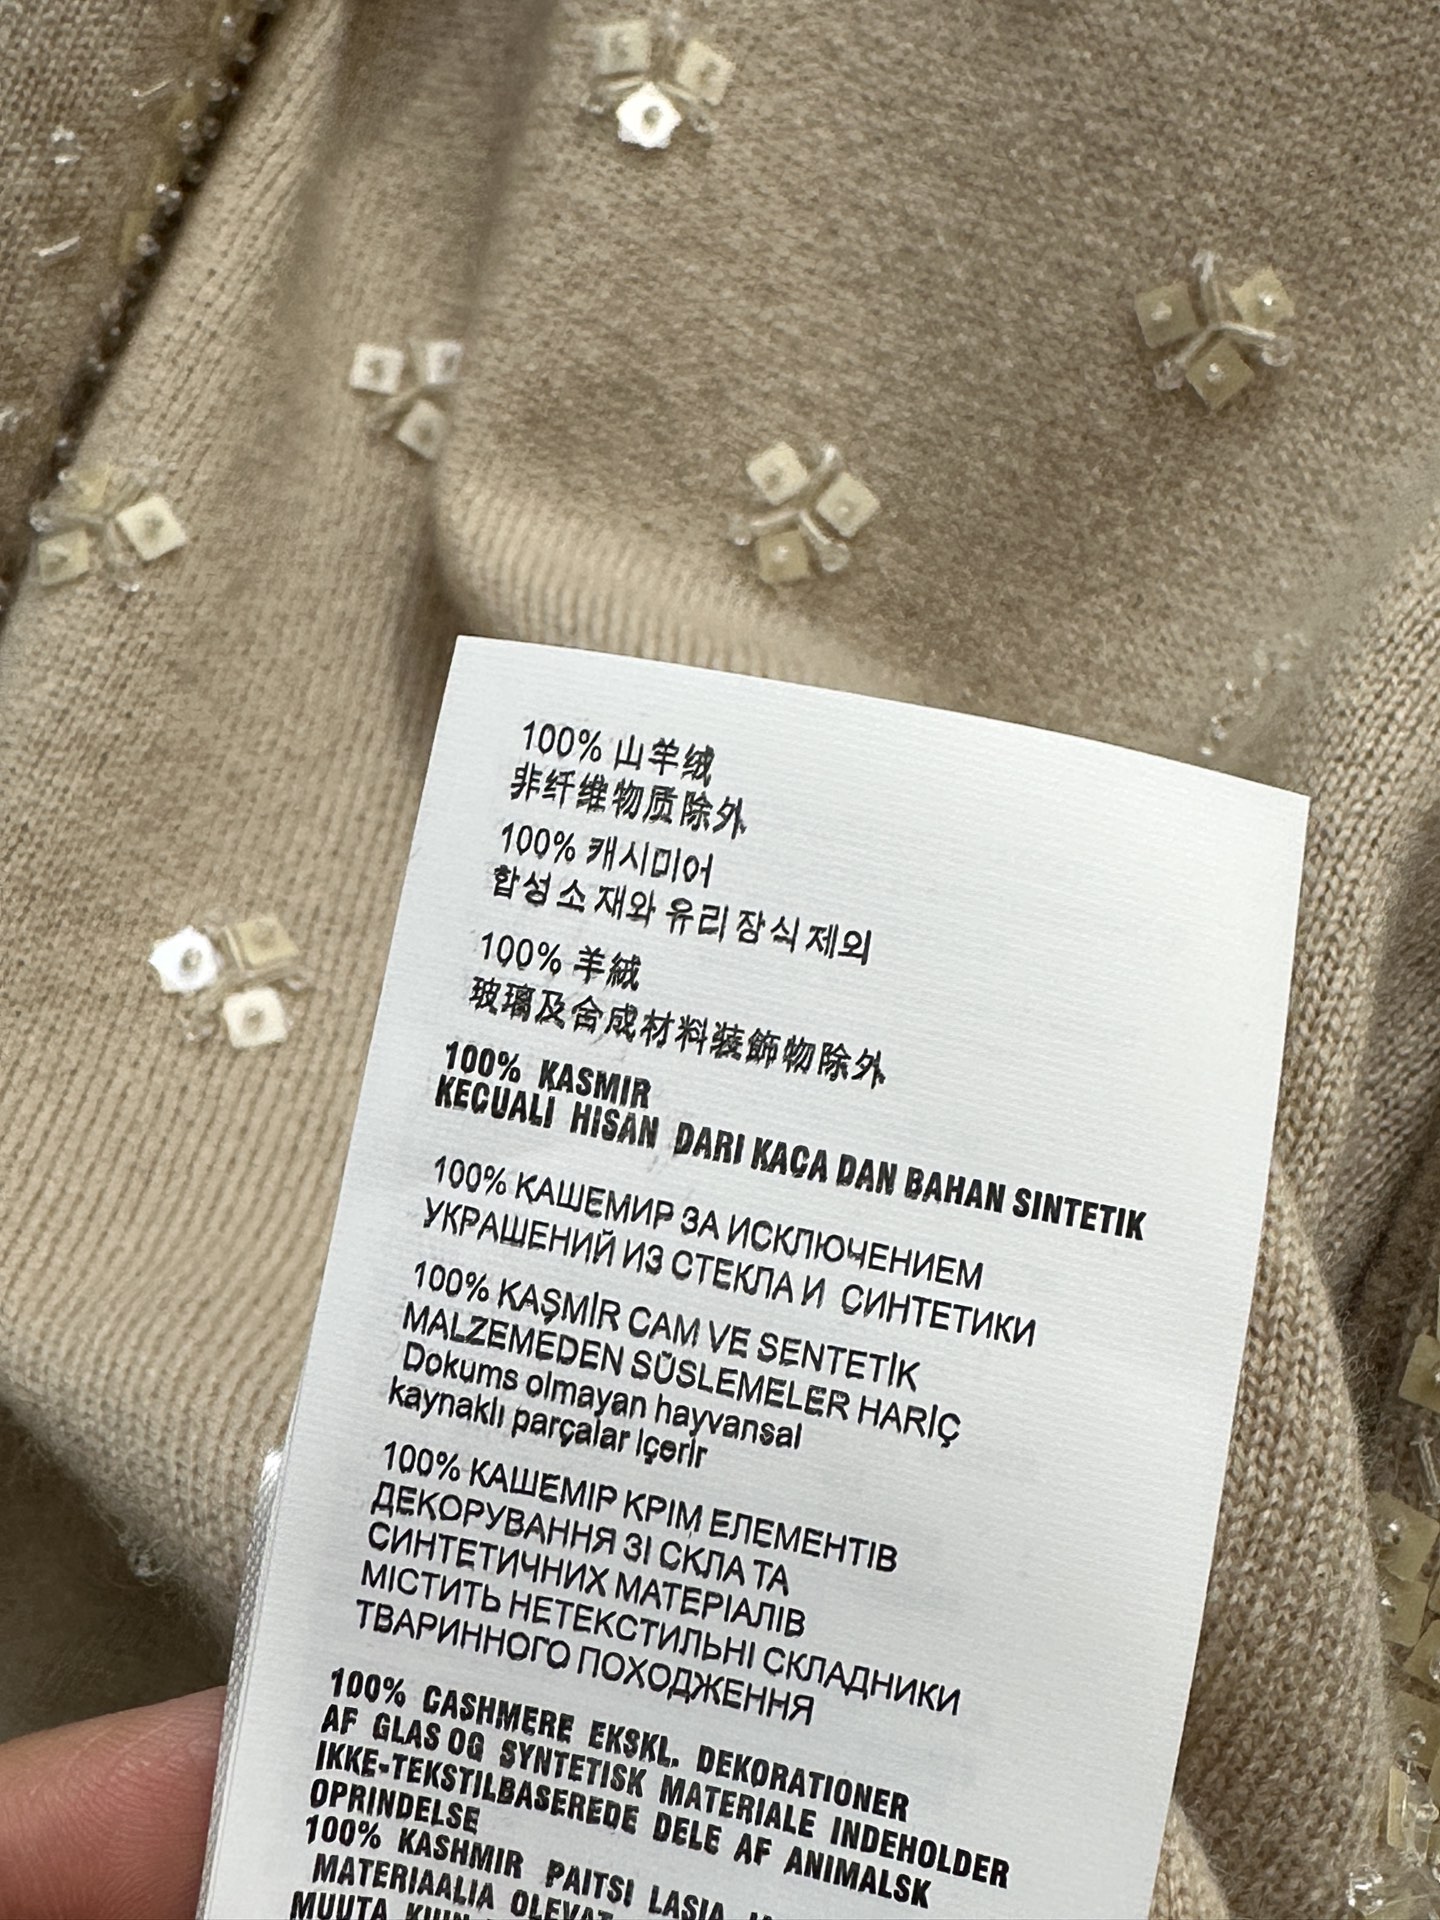 100% 山羊绒
非纤维物质除外
100% 캐시미어
합성소재와 유리장식제외
100% 羊絨
玻璃及合成材料装飾物除外
100% KASMIR
KECUALI HISAN DARI KACA DAN BAHAN SINTETIK
100% КАШЕМИР ЗА ИСКЛЮЧЕНИЕМ
УКРАШЕНИЙ ИЗ СТЕКЛА И СИНТЕТИКИ
100% KAŞMİR CAM VE SENTETİK
MALZEMEDEN SÜSLEMELER HARİÇ
Dokums olmayan hayvansal
kaynaklı parçalar içerir
100% КАШЕМІР КРІМ ЕЛЕМЕНТІВ
ДЕКОРУВАННЯ ЗІ СКЛА ТА
СИНТЕТИЧНИХ МАТЕРІАЛІВ
МІСТИТЬ НЕТЕКСТИЛЬНІ СКЛАДНИКИ
ТВАРИННОГО ПОХОДЖЕННЯ
100% CASHMERE EKSKL. DEKORATIONER
AF GLAS OG SYNTETISK MATERIALE INDEHOLDER
IKKE-TEKSTILBASEREDE DELE AF ANIMALSK
OPRINDELSE
100% KASHMIR PAITSI LASIA
MATERIAALIA
MUUTA KUIN